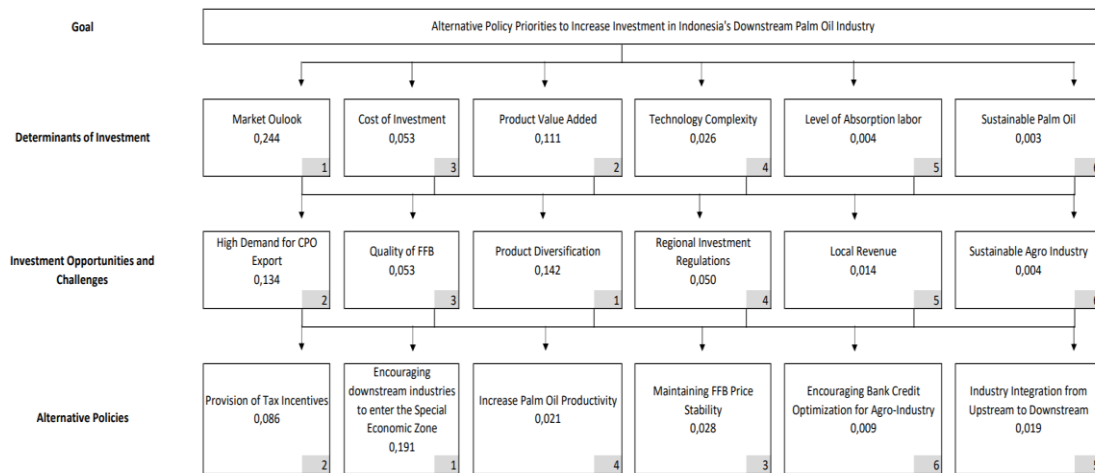 Goal
Alternative Policy Priorities to Increase Investment in Indonesia's Downstream Palm Oil Industry
Determinants of Investment
Market Oulook
0,244
1
Cost of Investment
0,053
3
Product Value Added
0,111
2
Technology Complexity
0,026
4
Level of Absorption labor
0,004
5
Sustainable Palm Oil
0,003
6
Investment Opportunities and
Challenges
High Demand for CPO
Export
0,134
2
Quality of FFB
0,053
3
Product Diversification
0,142
1
Regional Investment
Regulations
0,050
4
Local Revenue
0,014
5
Sustainable Agro Industry
0,004
6
Alternative Policies
Provision of Tax Incentives
0,086
2
Encouraging
downstream industries
to enter the Special
Economic Zone
0,191
1
Increase Palm Oil Productivity
0,021
4
Maintaining FFB Price
Stability
0,028
3
Encouraging Bank Credit
Optimization for Agro-Industry
0,009
6
Industry Integration from
Upstream to Downstream
0,019
5